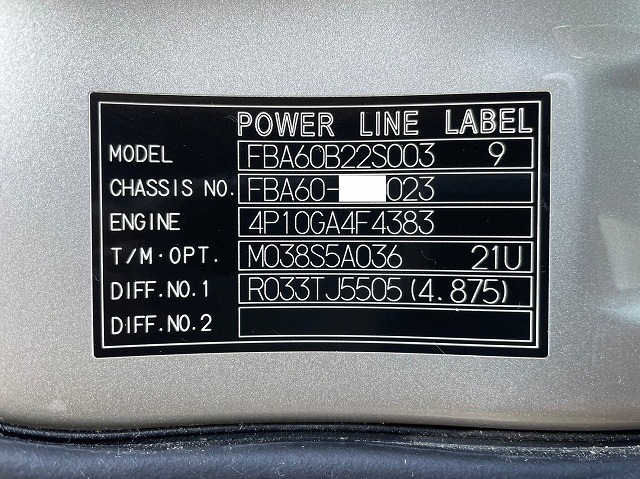 POWER LINE LABEL
MODEL FBA60B22S003 9
CHASSIS NO. FBA60-023
ENGINE 4P10GA4F4383
T/M·OPT. M038S5A036 21U
DIFF.NO.1 R033TJ5505(4.875)
DIFF.NO.2